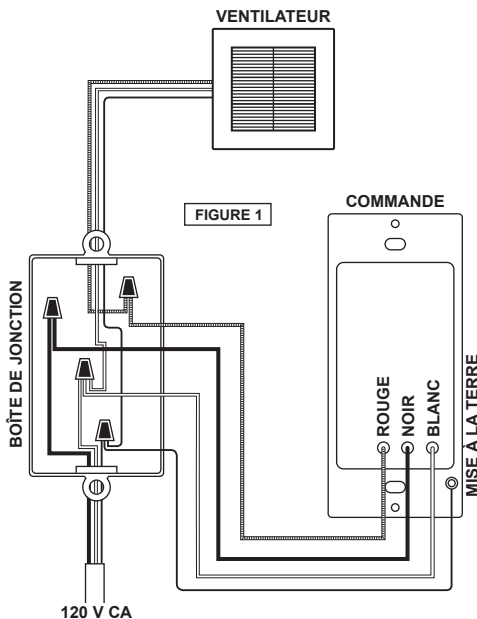 VENTILATEUR
FIGURE 1
COMMANDE
BOÎTE DE JONCTION
ROUGE
NOIR
BLANC
MISE À LA TERRE
120 V CA